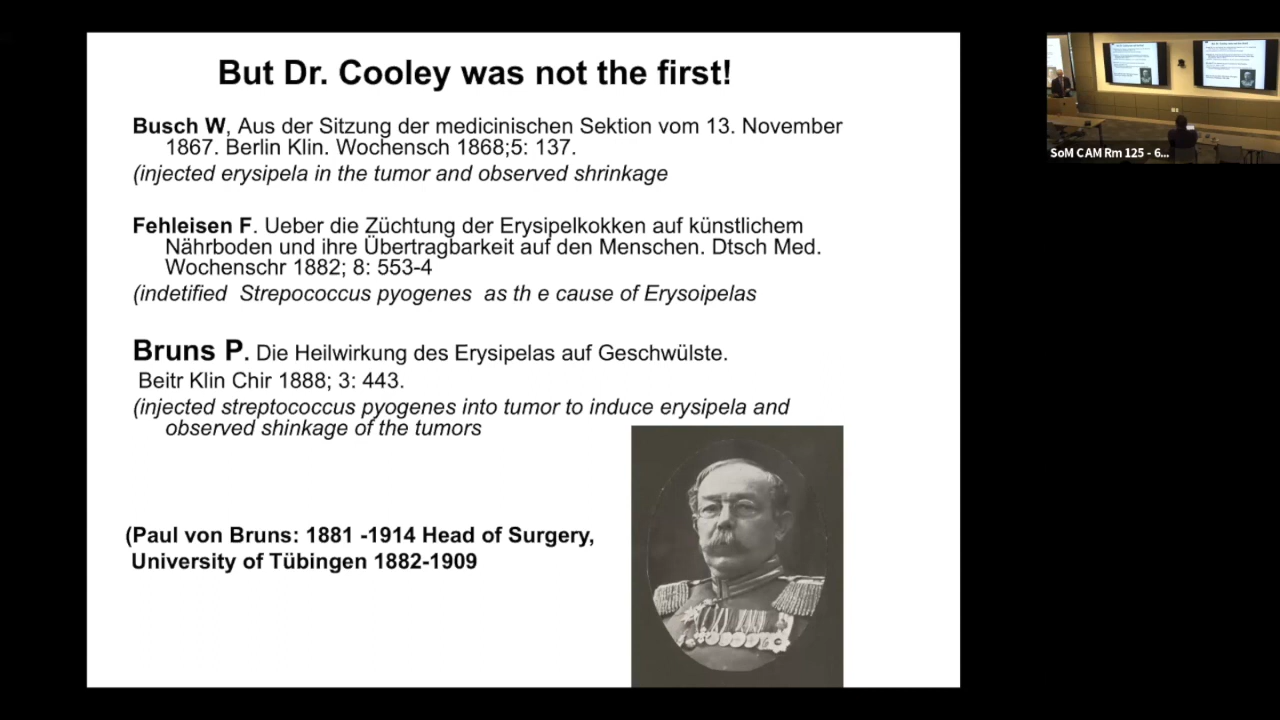 But Dr. Cooley was not the first!
Busch W, Aus der Sitzung der medicinischen Sektion vom 13. November
1867. Berlin Klin. Wochensch 1868;5: 137.
(injected erysipela in the tumor and observed shrinkage
Fehleisen F. Ueber die Züchtung der Erysipelkokken auf künstlichem
Nährboden und ihre Übertragbarkeit auf den Menschen. Dtsch Med.
Wochenschr 1882; 8: 553-4
(indetified Strepococcus pyogenes as th e cause of Erysoipelas
Bruns P. Die Heilwirkung des Erysipelas auf Geschwülste.
Beitr Klin Chir 1888; 3: 443.
(injected streptococcus pyogenes into tumor to induce erysipela and
observed shinkage of the tumors
(Paul von Bruns: 1881 -1914 Head of Surgery,
University of Tübingen 1882-1909
SoM CAM Rm 125 - 6...